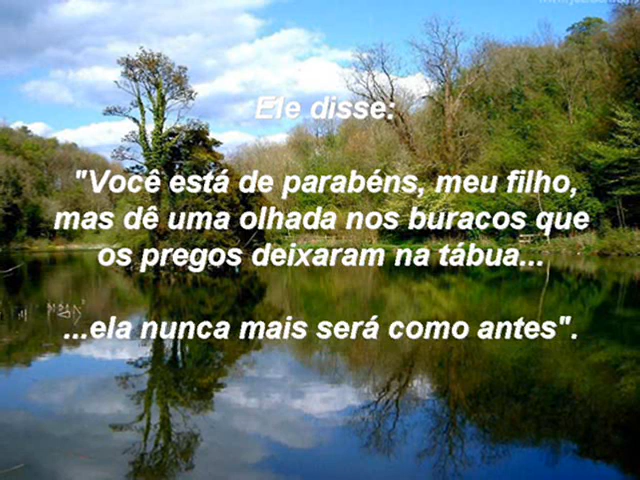 Ele disse:
"Você está de parabéns, meu filho,
mas dê uma olhada nos buracos que
os pregos deixaram na tábua...
...ela nunca mais será como antes".